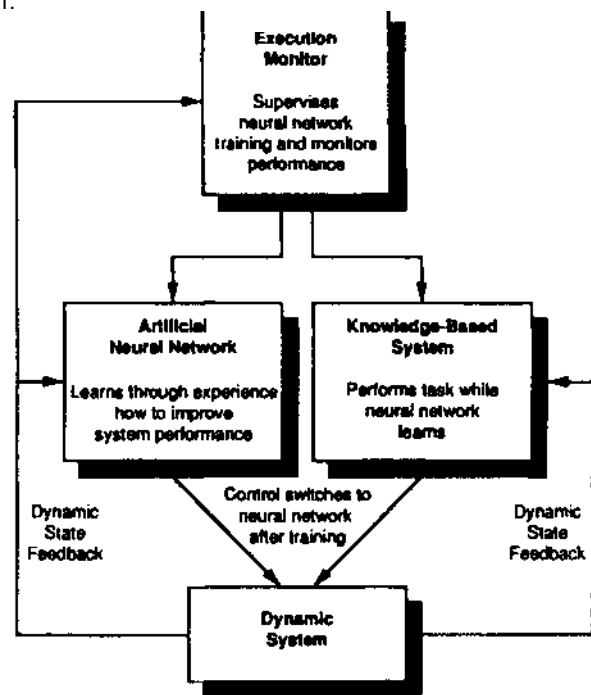 1.
Execution
Monitor
Supervises
neural network
training and monitors
performance
Artificial
Neural Network
Learns through experience
how to improve
system performance
Knowledge-Based
System
Performs task while
neural network
learns
Control switches to
neural network
after training
Dynamic
State
Feedback
Dynamic
State
Feedback
Dynamic
System